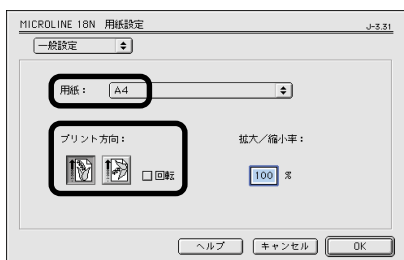 MICROLINE 18N 用紙設定 J-3.31
一般設定
用紙： A4
プリント方向： 拡大／縮小率：
回転 100 %
ヘルプ キャンセル OK